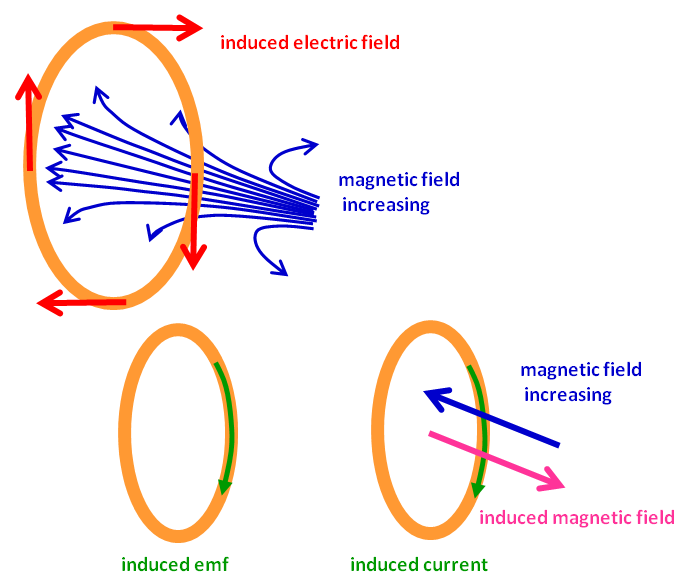 induced electric field
magnetic field
increasing
magnetic field
increasing
induced magnetic field
induced emf
induced current